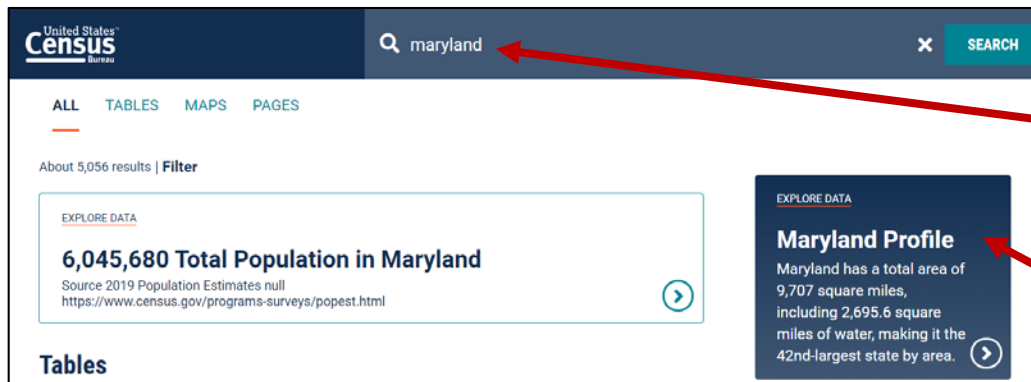 United States™
Census
Bureau
maryland
SEARCH
ALL TABLES MAPS PAGES
About 5,056 results | Filter
EXPLORE DATA
6,045,680 Total Population in Maryland
Source 2019 Population Estimates null
https://www.census.gov/programs-surveys/popest.html
EXPLORE DATA
Maryland Profile
Maryland has a total area of
9,707 square miles,
including 2,695.6 square
miles of water, making it the
42nd-largest state by area.
Tables